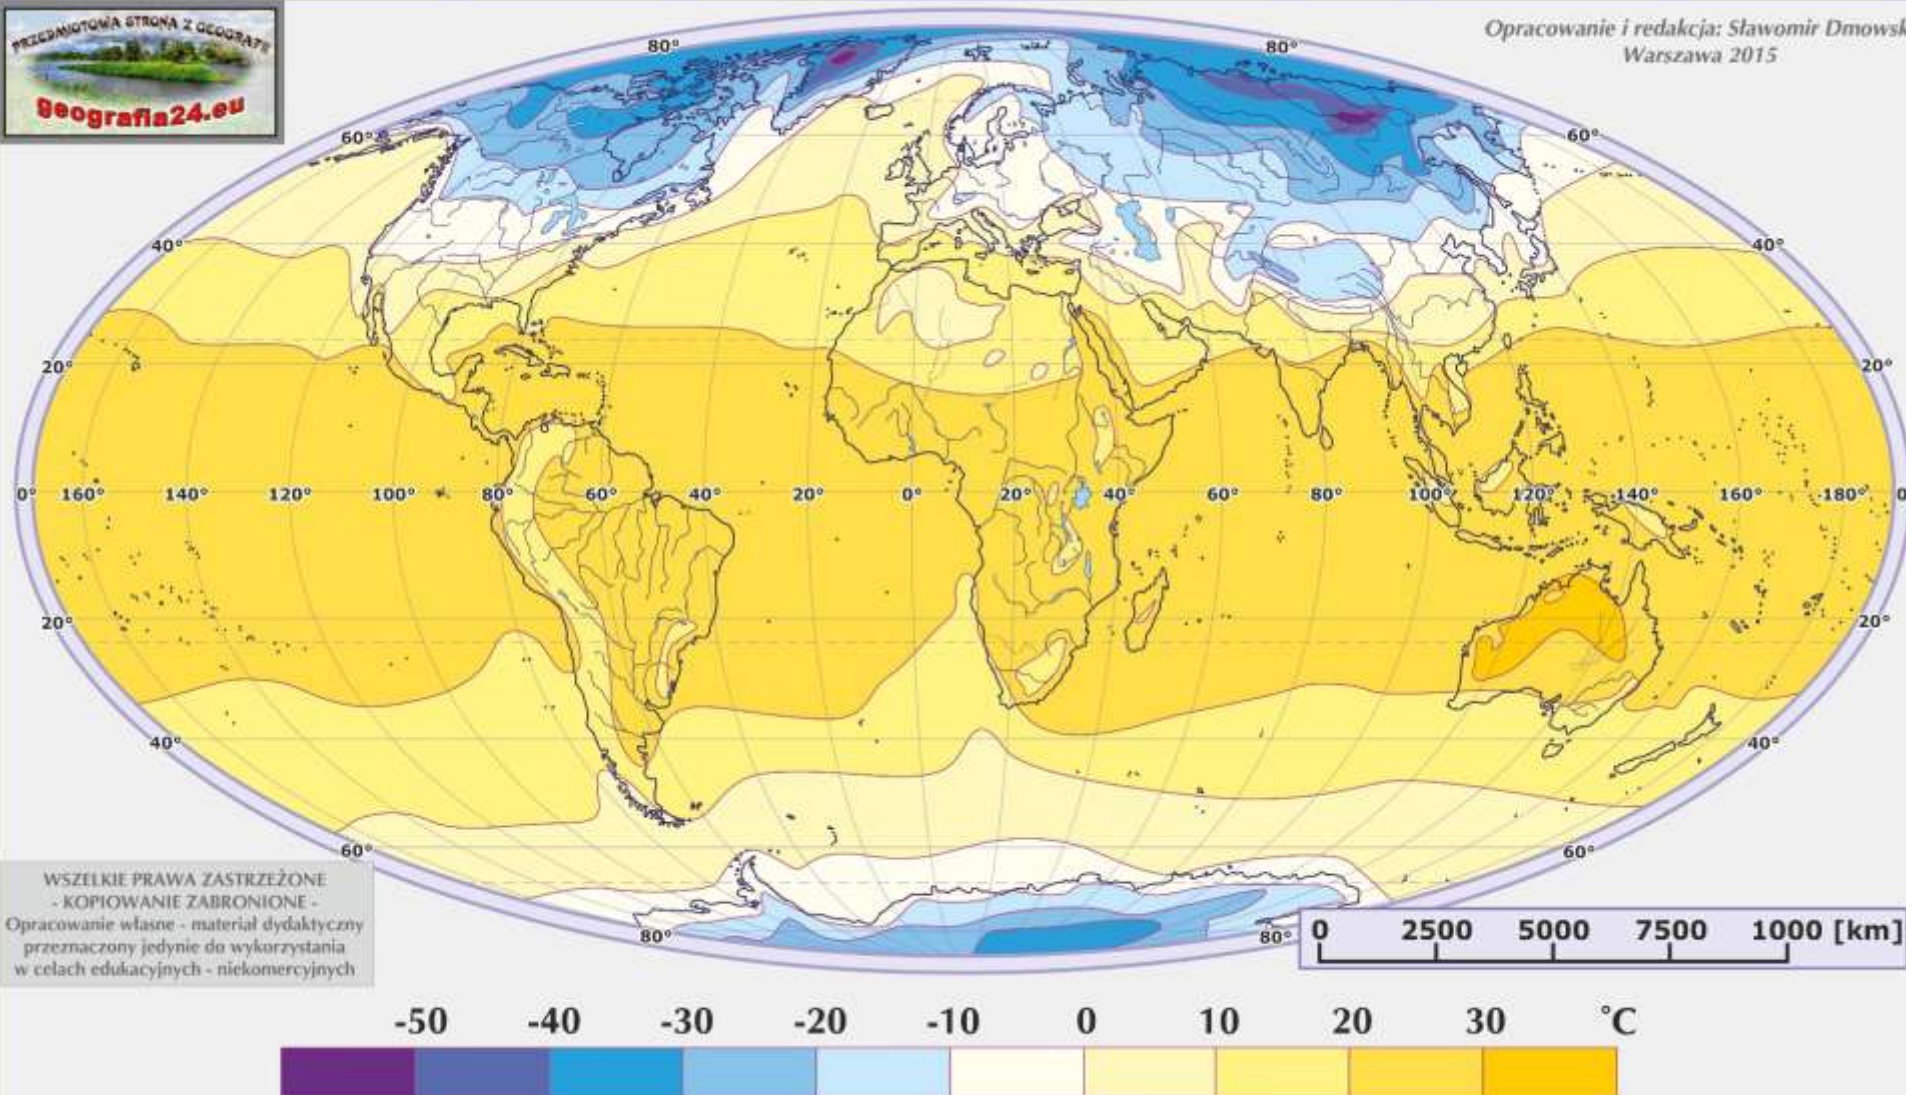 PRZEDMIOTOWA STRONA Z GEOGRAFII
geografia24.eu
Opracowanie i redakcja: Sławomir Dmowsk
Warszawa 2015
80° 80°
60° 60°
40° 40°
20° 20°
0° 160° 140° 120° 100° 80° 60° 40° 20° 0° 20° 40° 60° 80° 100° 120° 140° 160° 180° 0
20° 20°
40° 40°
60° 60°
80° 80°
WSZELKIE PRAWA ZASTRZEŻONE
- KOPIOWANIE ZABRONIONE -
Opracowanie własne - materiał dydaktyczny
przeznaczony jedynie do wykorzystania
w celach edukacyjnych - niekomercyjnych
0 2500 5000 7500 1000 [km]
-50 -40 -30 -20 -10 0 10 20 30 °C